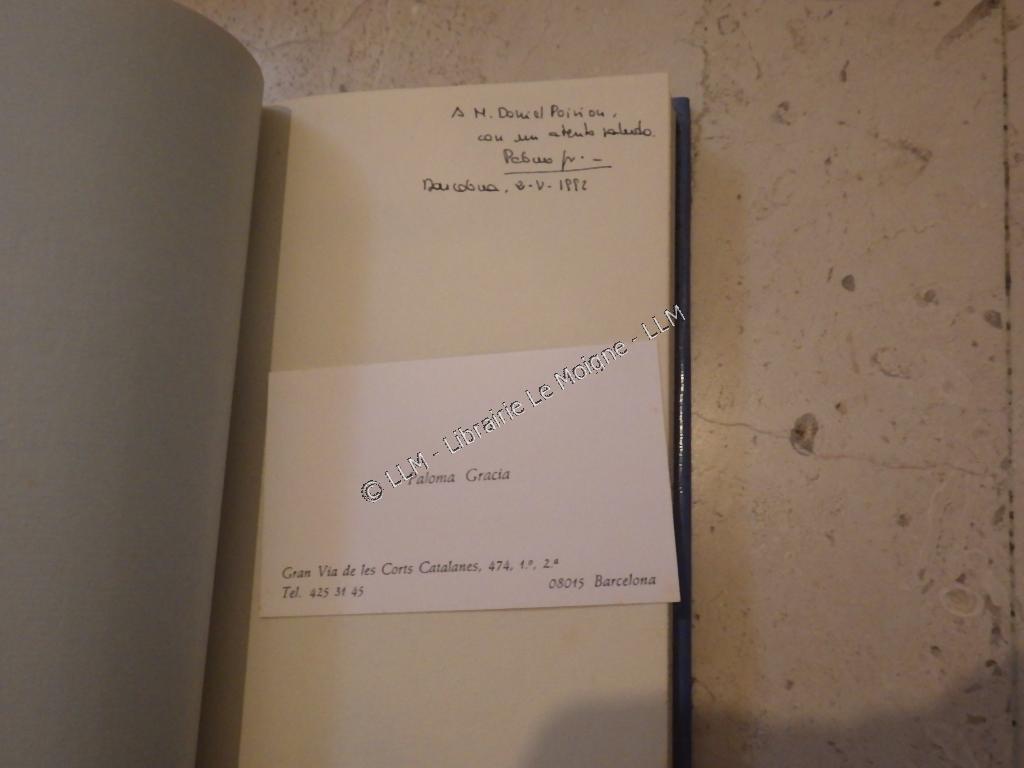 A M. Daniel Poirion,
con un atento saludo.
Barcelona, -V-1992
© LLM - Librairie Le Moigne - LLM
Paloma Gracia
Gran Via de les Corts Catalanes, 474, 1.º, 2.ª
Tel. 425 31 45
08015 Barcelona